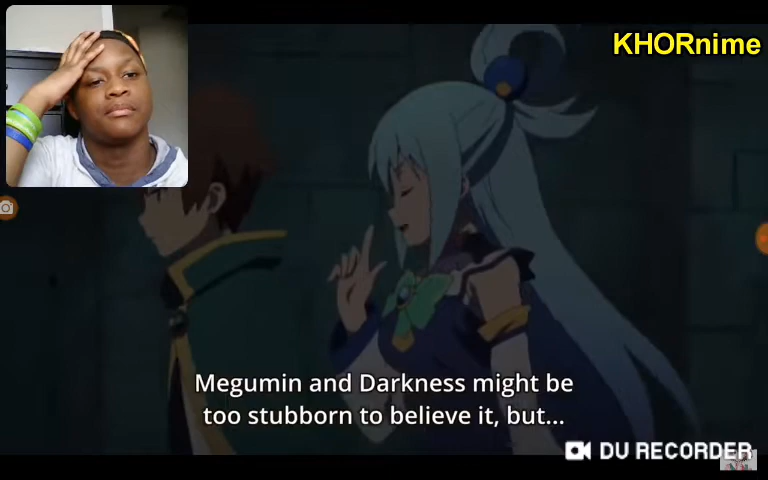 KHORnime
Megumin and Darkness might be
too stubborn to believe it, but...
DU RECORDER